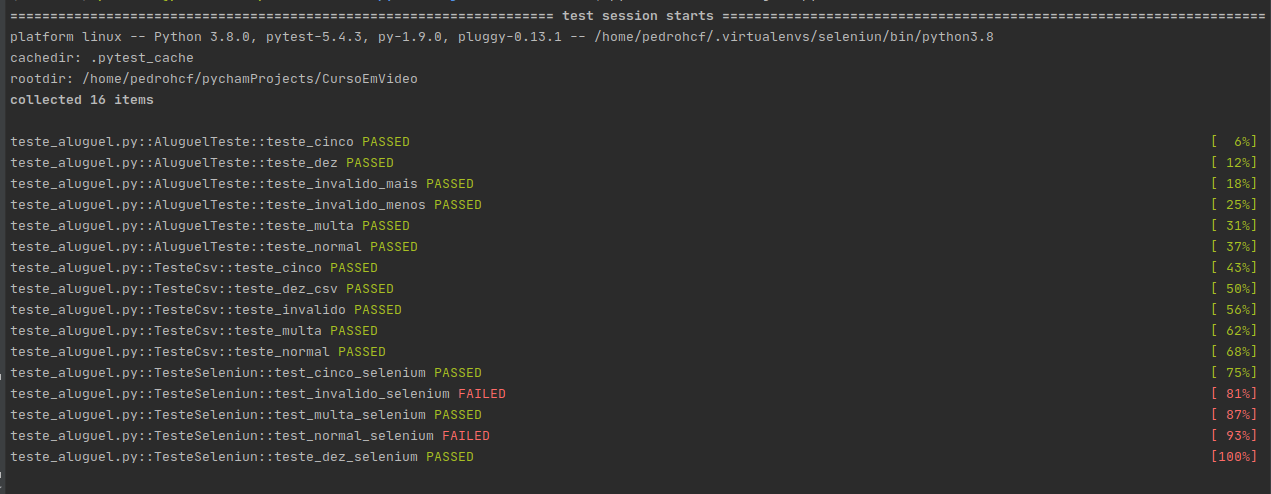 ============================= test session starts =============================
platform linux -- Python 3.8.0, pytest-5.4.3, py-1.9.0, pluggy-0.13.1 -- /home/pedrohcf/.virtualenvs/seleniun/bin/python3.8
cachedir: .pytest_cache
rootdir: /home/pedrohcf/pychamProjects/CursoEmVideo
collected 16 items
teste_aluguel.py::AluguelTeste::teste_cinco PASSED [  6%]
teste_aluguel.py::AluguelTeste::teste_dez PASSED [ 12%]
teste_aluguel.py::AluguelTeste::teste_invalido_mais PASSED [ 18%]
teste_aluguel.py::AluguelTeste::teste_invalido_menos PASSED [ 25%]
teste_aluguel.py::AluguelTeste::teste_multa PASSED [ 31%]
teste_aluguel.py::AluguelTeste::teste_normal PASSED [ 37%]
teste_aluguel.py::TesteCsv::teste_cinco PASSED [ 43%]
teste_aluguel.py::TesteCsv::teste_dez_csv PASSED [ 50%]
teste_aluguel.py::TesteCsv::teste_invalido PASSED [ 56%]
teste_aluguel.py::TesteCsv::teste_multa PASSED [ 62%]
teste_aluguel.py::TesteCsv::teste_normal PASSED [ 68%]
teste_aluguel.py::TesteSeleniun::test_cinco_selenium PASSED [ 75%]
teste_aluguel.py::TesteSeleniun::test_invalido_selenium FAILED [ 81%]
teste_aluguel.py::TesteSeleniun::test_multa_selenium PASSED [ 87%]
teste_aluguel.py::TesteSeleniun::test_normal_selenium FAILED [ 93%]
teste_aluguel.py::TesteSeleniun::teste_dez_selenium PASSED [100%]